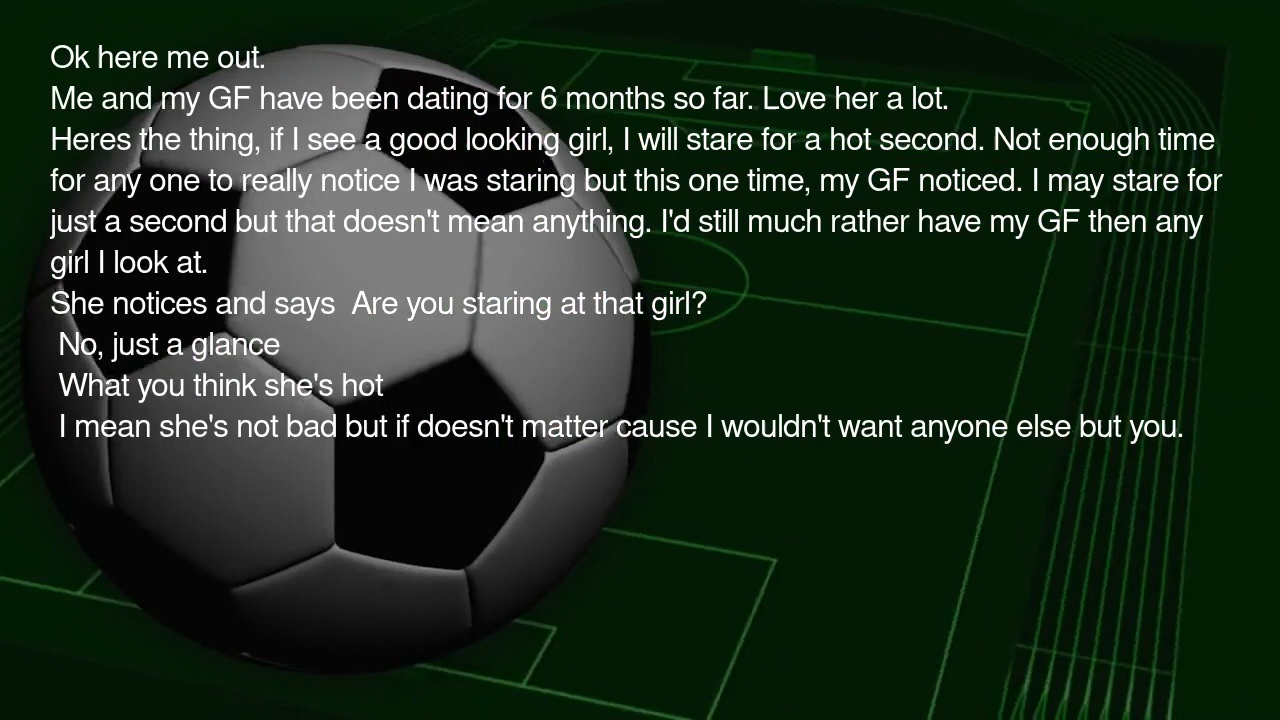 Ok here me out.
Me and my GF have been dating for 6 months so far. Love her a lot.
Heres the thing, if I see a good looking girl, I will stare for a hot second. Not enough time
for any one to really notice I was staring but this one time, my GF noticed. I may stare for
just a second but that doesn't mean anything. I'd still much rather have my GF then any
girl I look at.
She notices and says  Are you staring at that girl?
No, just a glance
What you think she's hot
I mean she's not bad but if doesn't matter cause I wouldn't want anyone else but you.